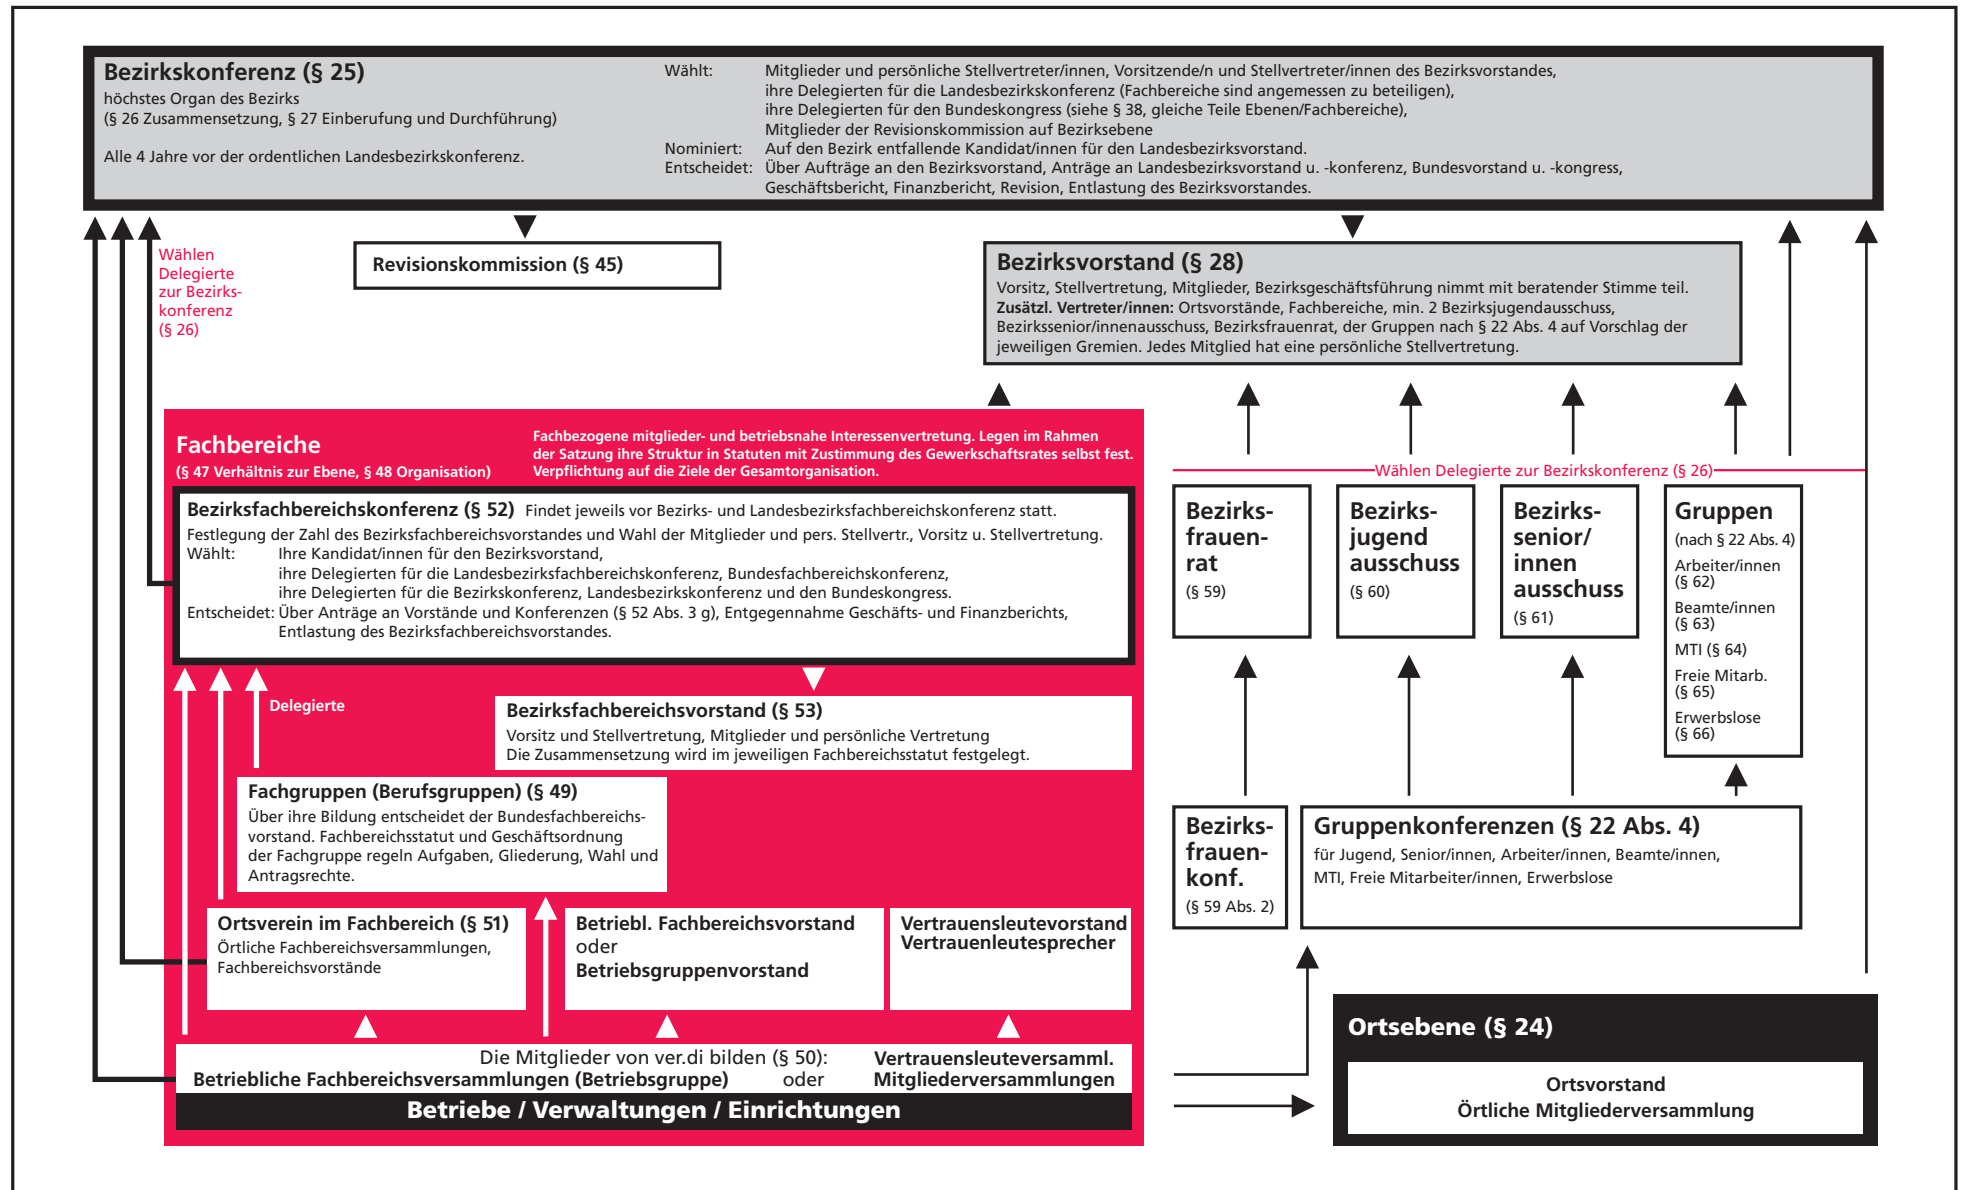 Bezirkskonferenz (§ 25)
höchstes Organ des Bezirks
(§ 26 Zusammensetzung, § 27 Einberufung und Durchführung)
Alle 4 Jahre vor der ordentlichen Landesbezirkskonferenz.
Wählt: Mitglieder und persönliche Stellvertreter/innen, Vorsitzende/n und Stellvertreter/innen des Bezirksvorstandes,
ihre Delegierten für die Landesbezirkskonferenz (Fachbereiche sind angemessen zu beteiligen),
ihre Delegierten für den Bundeskongress (siehe § 38, gleiche Teile Ebenen/Fachbereiche),
Mitglieder der Revisionskommission auf Bezirksebene
Nominiert: Auf den Bezirk entfallende Kandidat/innen für den Landesbezirksvorstand.
Entscheidet: Über Aufträge an den Bezirksvorstand, Anträge an Landesbezirksvorstand u. -konferenz, Bundesvorstand u. -kongress,
Geschäftsbericht, Finanzbericht, Revision, Entlastung des Bezirksvorstandes.
Wählen
Delegierte
zur Bezirks-
konferenz
(§ 26)
Revisionskommission (§ 45)
Bezirksvorstand (§ 28)
Vorsitz, Stellvertretung, Mitglieder, Bezirksgeschäftsführung nimmt mit beratender Stimme teil.
Zusätzl. Vertreter/innen: Ortsvorstände, Fachbereiche, min. 2 Bezirksjugendausschuss,
Bezirkssenior/innenausschuss, Bezirksfrauenrat, der Gruppen nach § 22 Abs. 4 auf Vorschlag der
jeweiligen Gremien. Jedes Mitglied hat eine persönliche Stellvertretung.
Fachbereiche
(§ 47 Verhältnis zur Ebene, § 48 Organisation)
Fachbezogene mitglieder- und betriebsnahe Interessenvertretung. Legen im Rahmen
der Satzung ihre Struktur in Statuten mit Zustimmung des Gewerkschaftsrates selbst fest.
Verpflichtung auf die Ziele der Gesamtorganisation.
Bezirksfachbereichskonferenz (§ 52) Findet jeweils vor Bezirks- und Landesbezirksfachbereichskonferenz statt.
Festlegung der Zahl des Bezirksfachbereichsvorstandes und Wahl der Mitglieder und pers. Stellvertr., Vorsitz u. Stellvertretung.
Wählt: Ihre Kandidat/innen für den Bezirksvorstand,
ihre Delegierten für die Landesbezirksfachbereichskonferenz, Bundesfachbereichskonferenz,
ihre Delegierten für die Bezirkskonferenz, Landesbezirkskonferenz und den Bundeskongress.
Entscheidet: Über Anträge an Vorstände und Konferenzen (§ 52 Abs. 3 g), Entgegennahme Geschäfts- und Finanzberichts,
Entlastung des Bezirksfachbereichsvorstandes.
Delegierte
Bezirksfachbereichsvorstand (§ 53)
Vorsitz und Stellvertretung, Mitglieder und persönliche Vertretung
Die Zusammensetzung wird im jeweiligen Fachbereichsstatut festgelegt.
Fachgruppen (Berufsgruppen) (§ 49)
Über ihre Bildung entscheidet der Bundesfachbereichs-
vorstand. Fachbereichsstatut und Geschäftsordnung
der Fachgruppe regeln Aufgaben, Gliederung, Wahl und
Antragsrechte.
Ortsverein im Fachbereich (§ 51)
Örtliche Fachbereichsversammlungen,
Fachbereichsvorstände
Betriebl. Fachbereichsvorstand
oder
Betriebsgruppenvorstand
Vertrauensleutevorstand
Vertrauenleutesprecher
Die Mitglieder von ver.di bilden (§ 50):
Betriebliche Fachbereichsversammlungen (Betriebsgruppe) oder
Vertrauensleuteversamml.
Mitgliederversammlungen
Betriebe / Verwaltungen / Einrichtungen
Wählen Delegierte zur Bezirkskonferenz (§ 26)
Bezirks-
frauen-
rat
(§ 59)
Bezirks-
jugend
ausschuss
(§ 60)
Bezirks-
senior/
innen
ausschuss
(§ 61)
Gruppen
(nach § 22 Abs. 4)
Arbeiter/innen
(§ 62)
Beamte/innen
(§ 63)
MTI (§ 64)
Freie Mitarb.
(§ 65)
Erwerbslose
(§ 66)
Bezirks-
frauen-
konf.
(§ 59 Abs. 2)
Gruppenkonferenzen (§ 22 Abs. 4)
für Jugend, Senior/innen, Arbeiter/innen, Beamte/innen,
MTI, Freie Mitarbeiter/innen, Erwerbslose
Ortsebene (§ 24)
Ortsvorstand
Örtliche Mitgliederversammlung